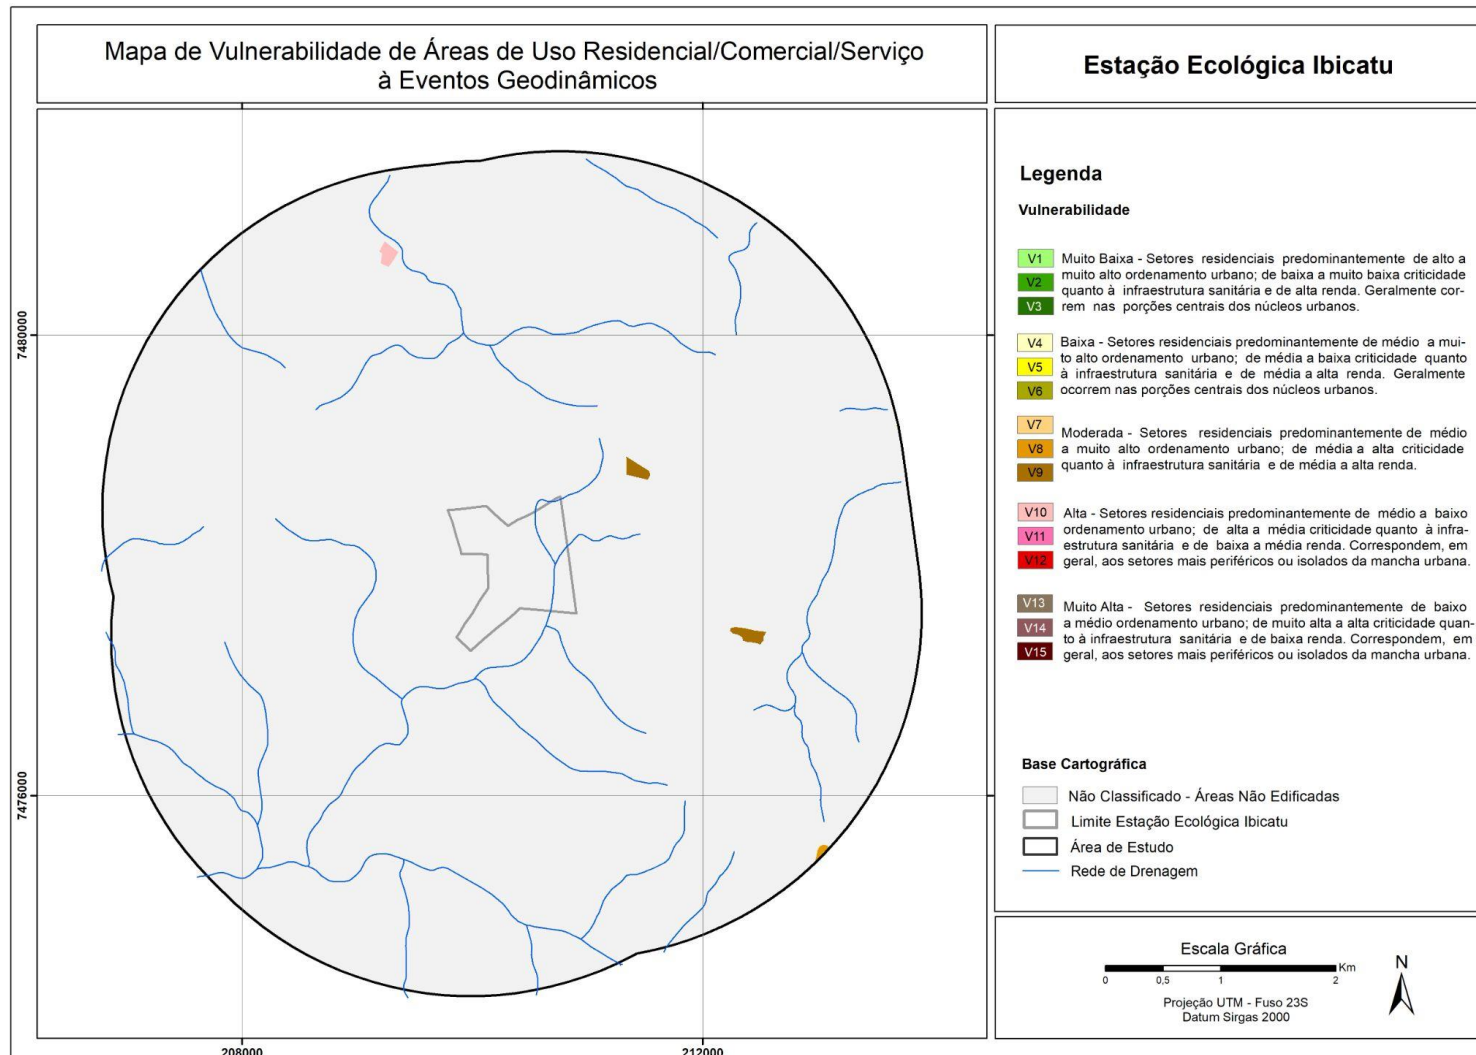 Mapa de Vulnerabilidade de Áreas de Uso Residencial/Comercial/Serviço
à Eventos Geodinâmicos
Estação Ecológica Ibicatu
7480000
7476000
208000
212000
Legenda
Vulnerabilidade
V1
V2
V3
Muito Baixa - Setores residenciais predominantemente de alto a
muito alto ordenamento urbano; de baixa a muito baixa criticidade
quanto à infraestrutura sanitária e de alta renda. Geralmente cor-
rem nas porções centrais dos núcleos urbanos.
V4
V5
V6
Baixa - Setores residenciais predominantemente de médio a mui-
to alto ordenamento urbano; de média a baixa criticidade quanto
à infraestrutura sanitária e de média a alta renda. Geralmente
ocorrem nas porções centrais dos núcleos urbanos.
V7
V8
V9
Moderada - Setores residenciais predominantemente de médio
a muito alto ordenamento urbano; de média a alta criticidade
quanto à infraestrutura sanitária e de média a alta renda.
V10
V11
V12
Alta - Setores residenciais predominantemente de médio a baixo
ordenamento urbano; de alta a média criticidade quanto à infra-
estrutura sanitária e de baixa a média renda. Correspondem, em
geral, aos setores mais periféricos ou isolados da mancha urbana.
V13
V14
V15
Muito Alta - Setores residenciais predominantemente de baixo
a médio ordenamento urbano; de muito alta a alta criticidade quan-
to à infraestrutura sanitária e de baixa renda. Correspondem, em
geral, aos setores mais periféricos ou isolados da mancha urbana.
Base Cartográfica
Não Classificado - Áreas Não Edificadas
Limite Estação Ecológica Ibicatu
Área de Estudo
Rede de Drenagem
Escala Gráfica
Km
0 0,5 1 2
Projeção UTM - Fuso 23S
Datum Sirgas 2000
N